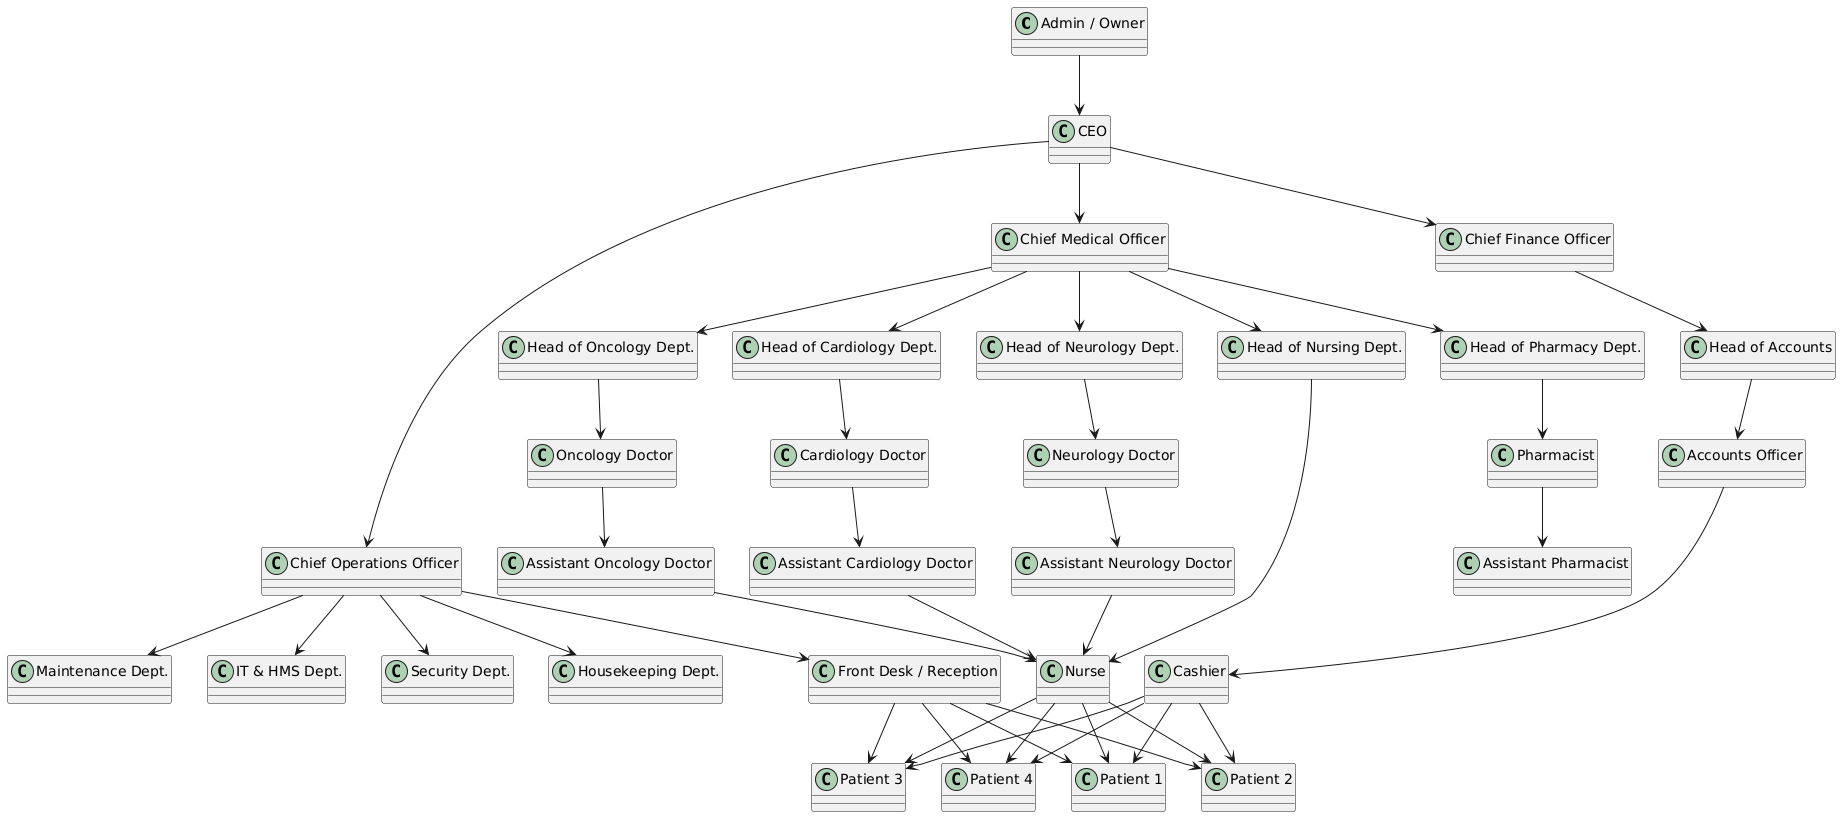 C Admin / Owner
C CEO
C Chief Medical Officer
C Chief Finance Officer
C Head of Oncology Dept.
C Head of Cardiology Dept.
C Head of Neurology Dept.
C Head of Nursing Dept.
C Head of Pharmacy Dept.
C Head of Accounts
C Oncology Doctor
C Cardiology Doctor
C Neurology Doctor
C Pharmacist
C Accounts Officer
C Chief Operations Officer
C Assistant Oncology Doctor
C Assistant Cardiology Doctor
C Assistant Neurology Doctor
C Assistant Pharmacist
C Maintenance Dept.
C IT & HMS Dept.
C Security Dept.
C Housekeeping Dept.
C Front Desk / Reception
C Nurse
C Cashier
C Patient 3
C Patient 4
C Patient 1
C Patient 2